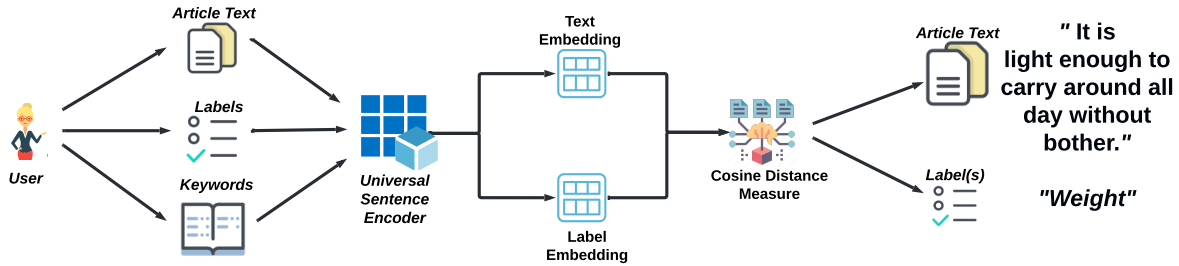 Article Text
Labels
Keywords
User
Universal
Sentence
Encoder
Text
Embedding
Label
Embedding
Cosine Distance
Measure
Article Text
" It is
light enough to
carry around all
day without
bother."
Label(s)
"Weight"